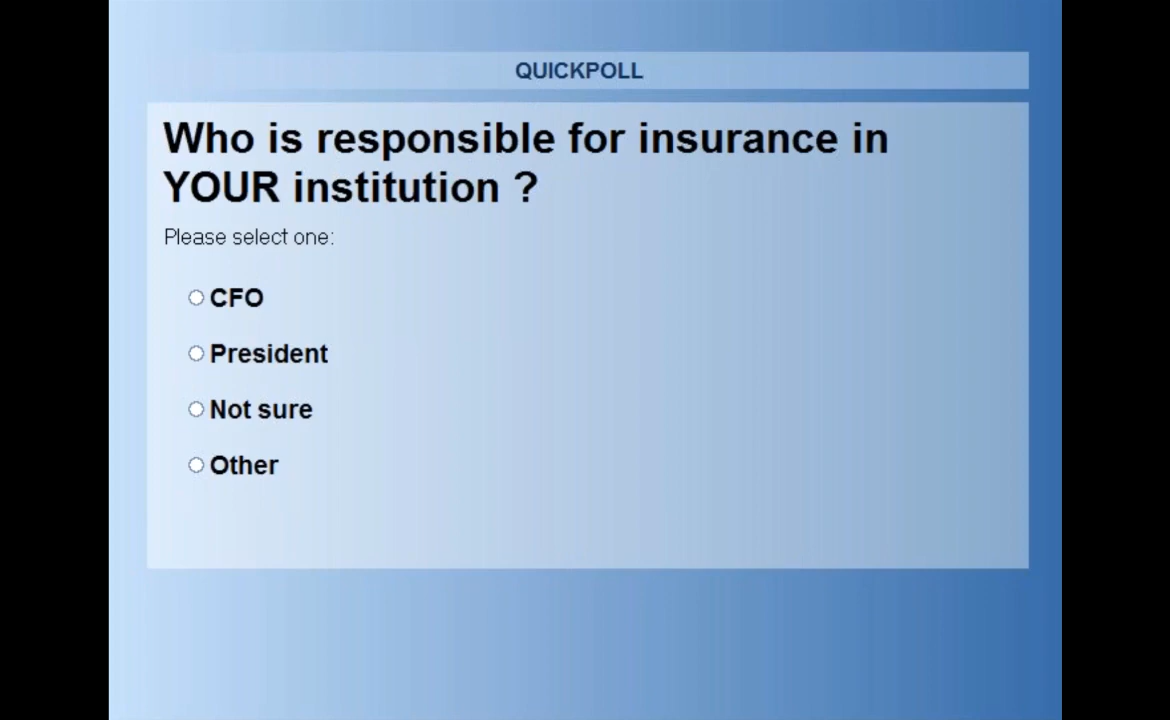 QUICKPOLL
Who is responsible for insurance in
YOUR institution ?
Please select one:
CFO
President
Not sure
Other